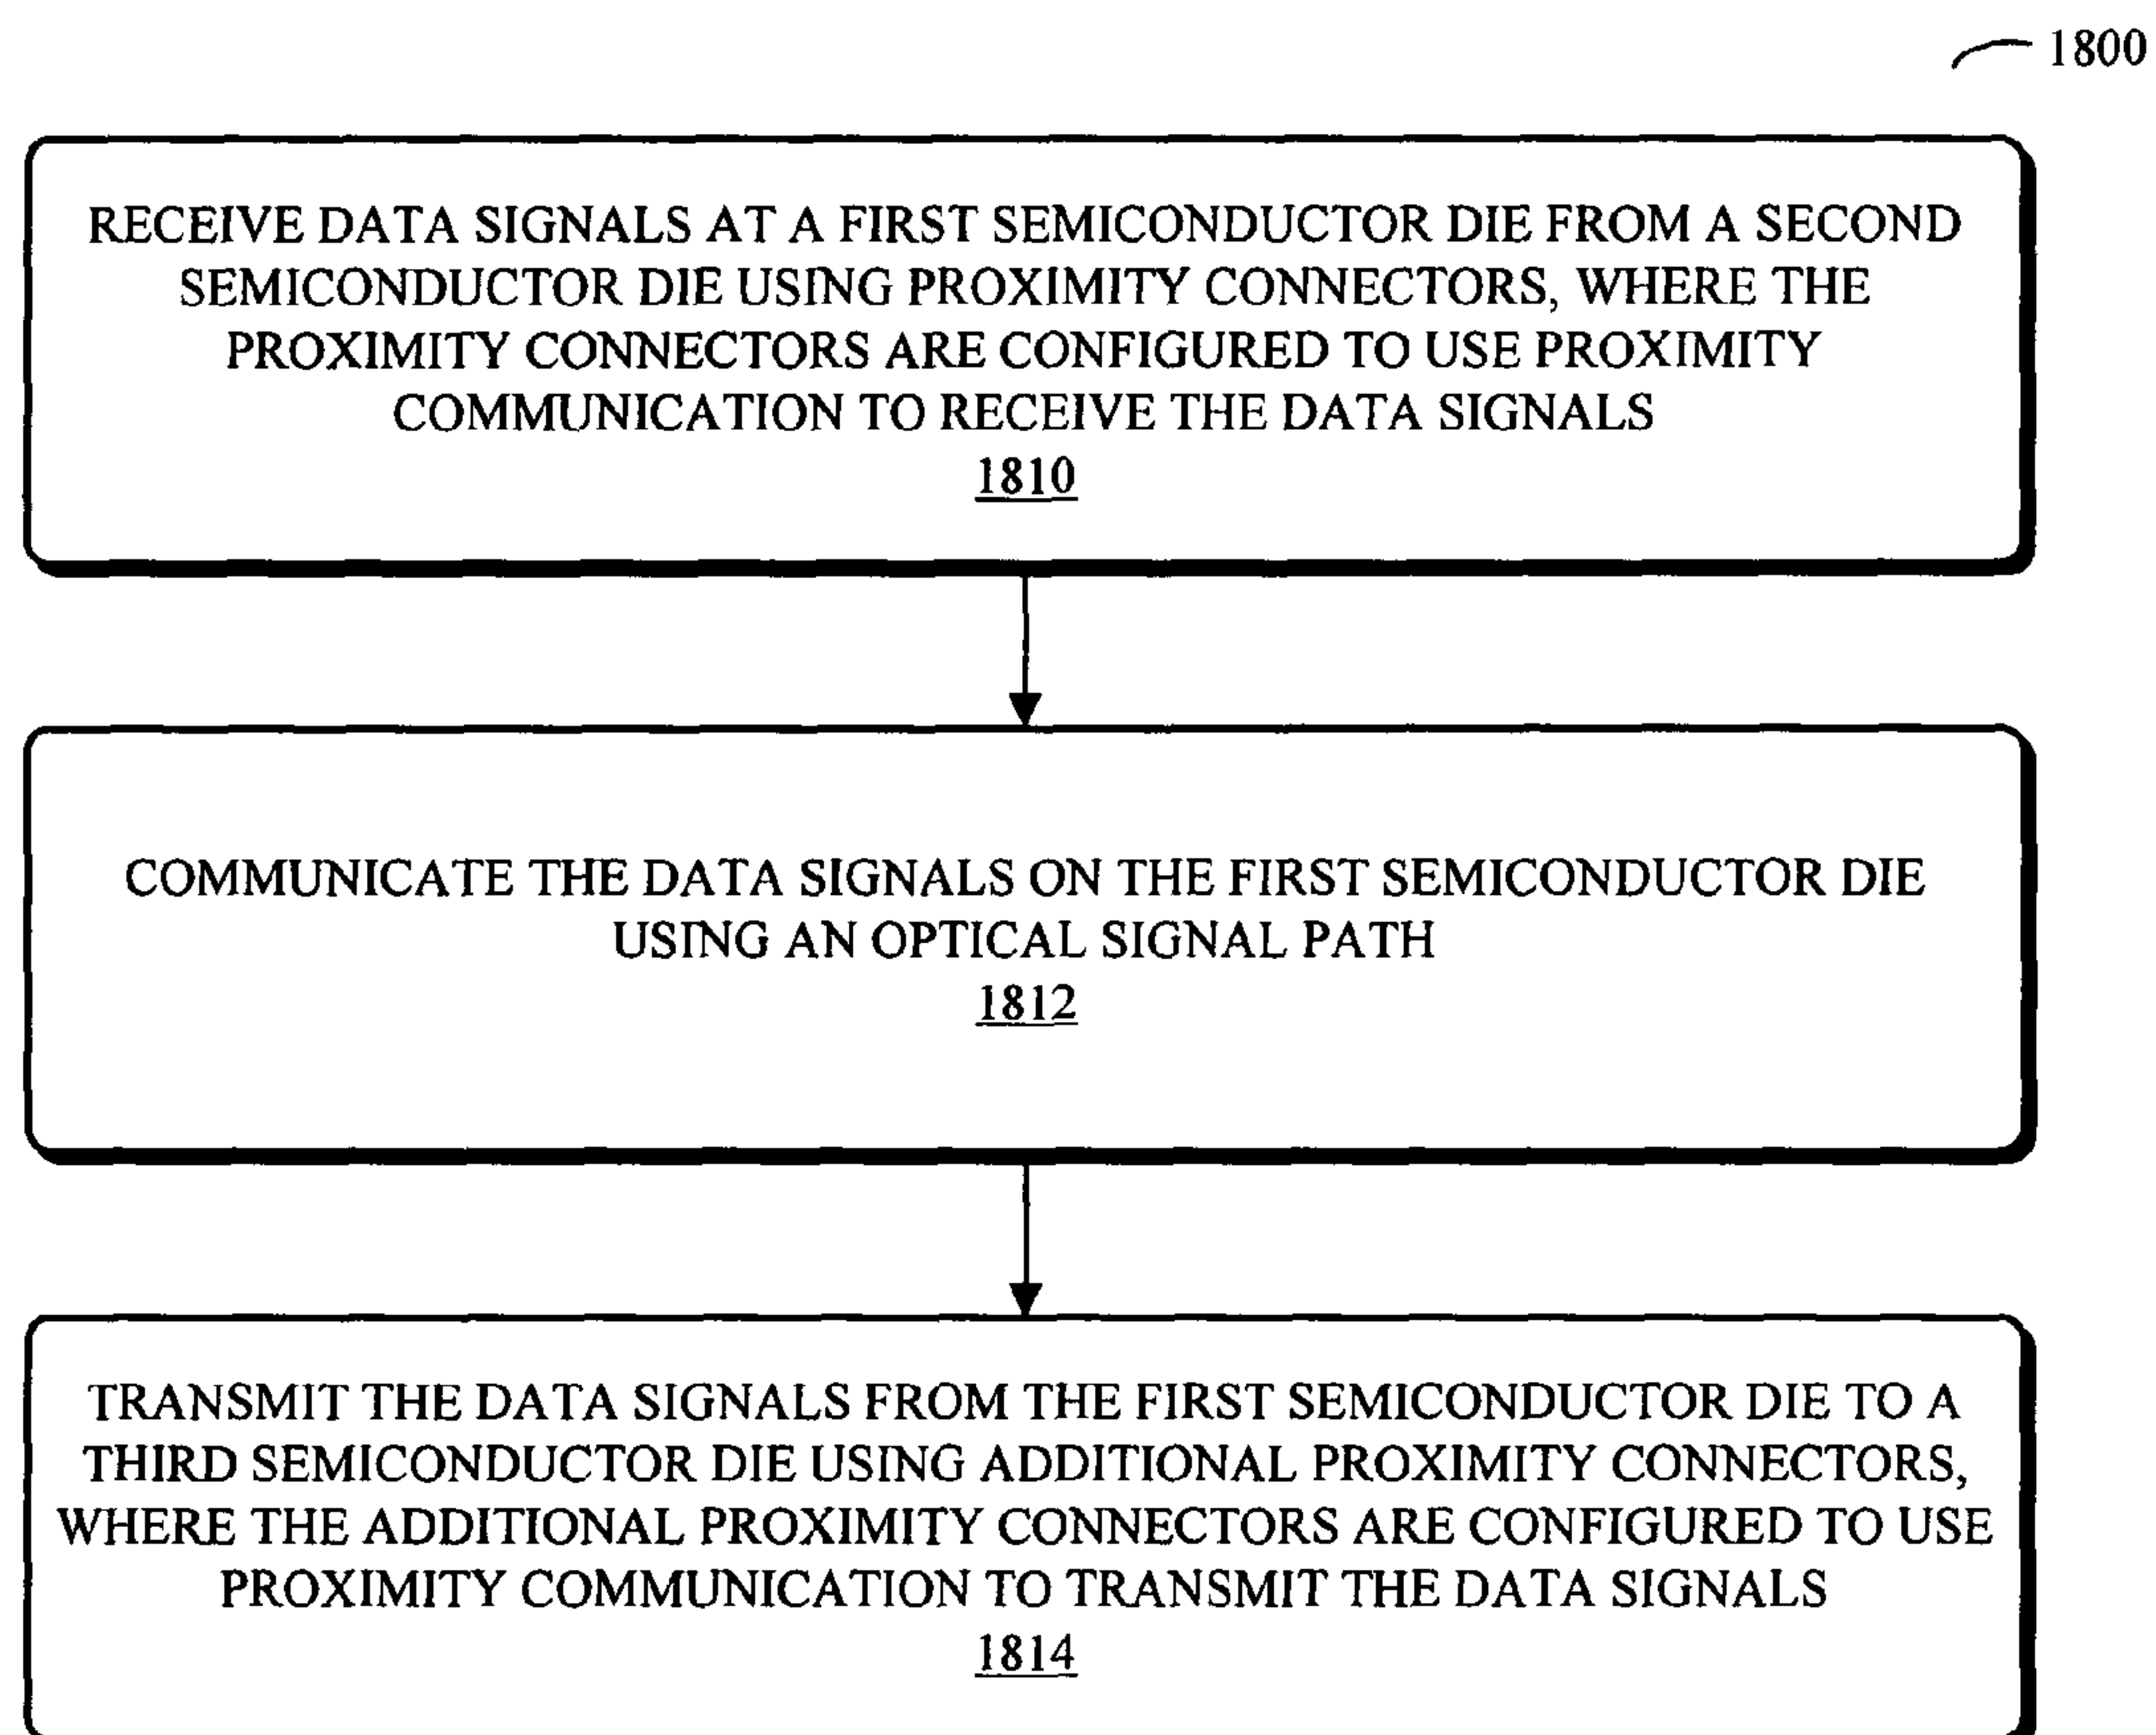 1800
RECEIVE DATA SIGNALS AT A FIRST SEMICONDUCTOR DIE FROM A SECOND
SEMICONDUCTOR DIE USING PROXIMITY CONNECTORS, WHERE THE
PROXIMITY CONNECTORS ARE CONFIGURED TO USE PROXIMITY
COMMUNICATION TO RECEIVE THE DATA SIGNALS
1810
COMMUNICATE THE DATA SIGNALS ON THE FIRST SEMICONDUCTOR DIE
USING AN OPTICAL SIGNAL PATH
1812
TRANSMIT THE DATA SIGNALS FROM THE FIRST SEMICONDUCTOR DIE TO A
THIRD SEMICONDUCTOR DIE USING ADDITIONAL PROXIMITY CONNECTORS,
WHERE THE ADDITIONAL PROXIMITY CONNECTORS ARE CONFIGURED TO USE
PROXIMITY COMMUNICATION TO TRANSMIT THE DATA SIGNALS
1814